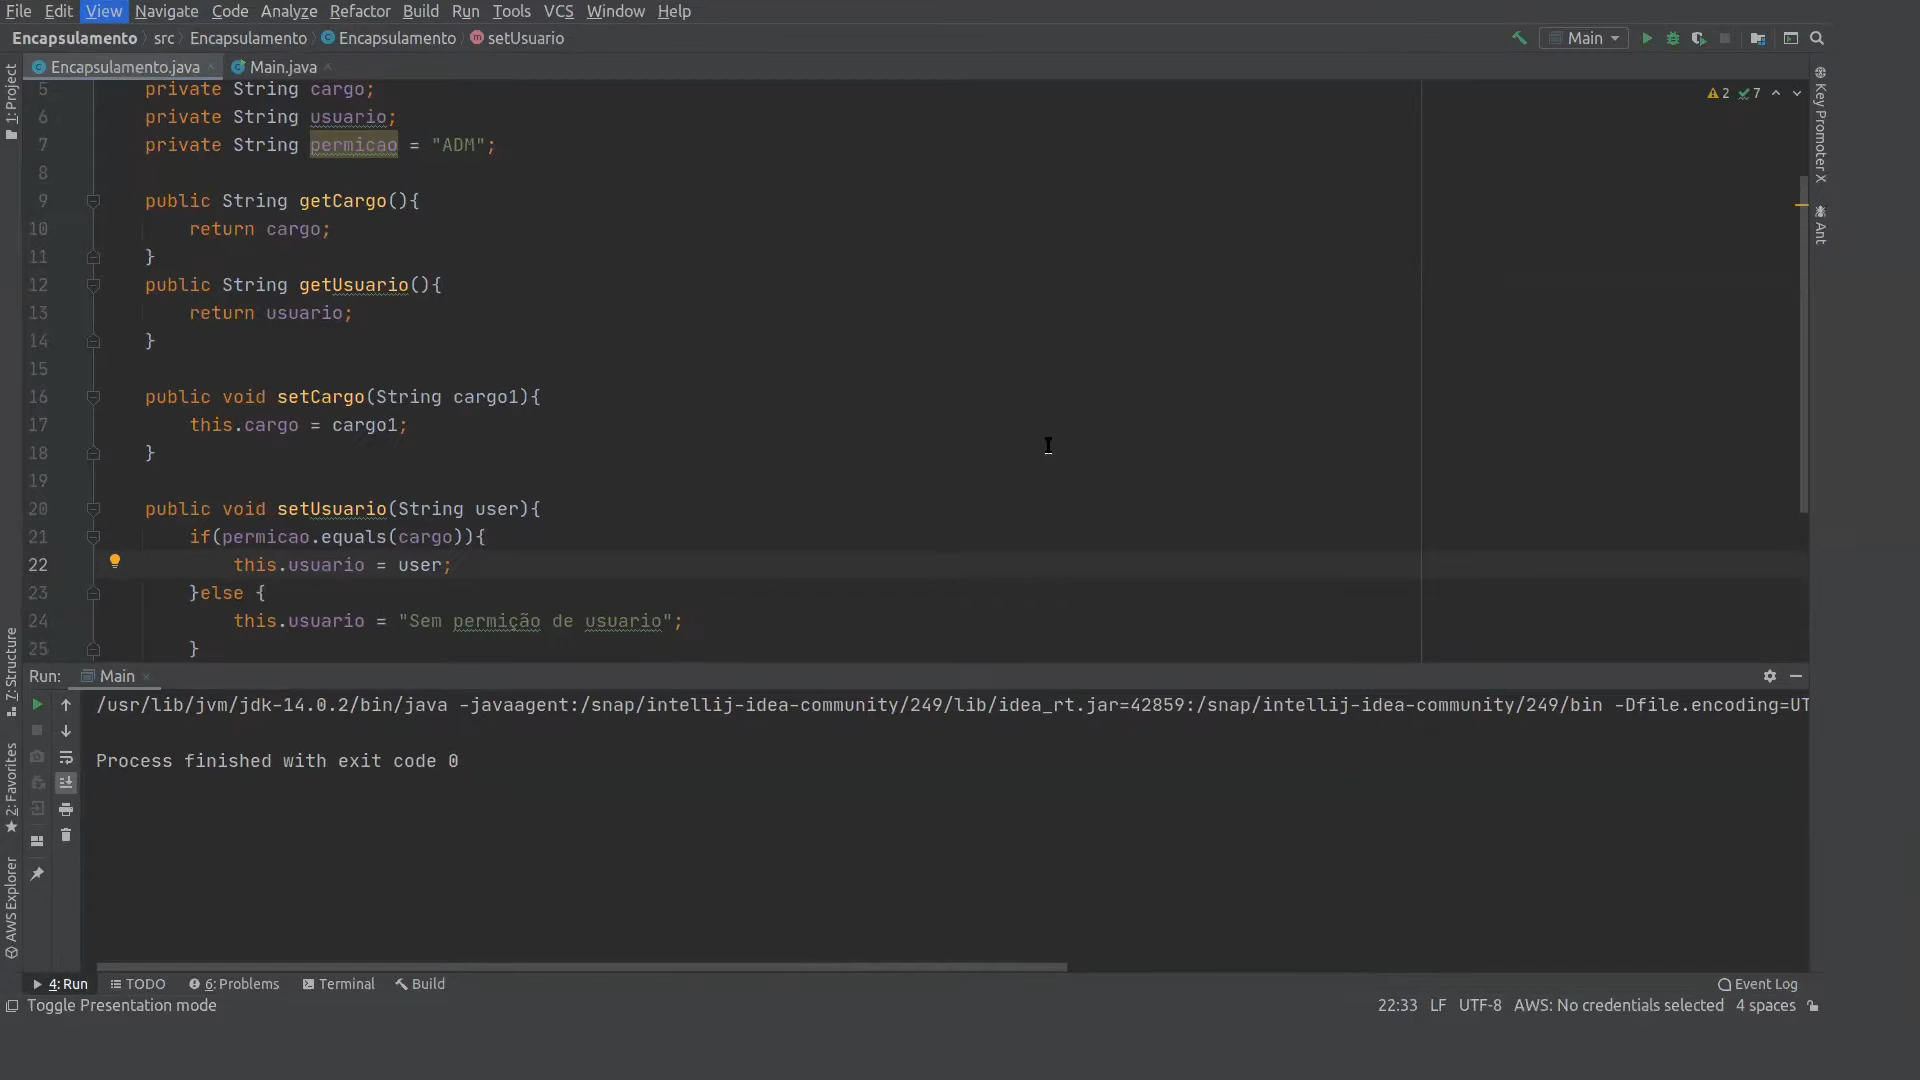 File Edit View Navigate Code Analyze Refactor Build Run Tools VCS Window Help
Encapsulamento src Encapsulamento Encapsulamento setUsuario Main
Encapsulamento.java Main.java
5 private String cargo;
6 private String usuario;
7 private String permicao = "ADM";
8
9 public String getCargo(){
10 return cargo;
11 }
12 public String getUsuario(){
13 return usuario;
14 }
15
16 public void setCargo(String cargo1){
17 this.cargo = cargo1;
18 }
19
20 public void setUsuario(String user){
21 if(permicao.equals(cargo)){
22 this.usuario = user;
23 }else {
24 this.usuario = "Sem permição de usuario";
25 }
2 7
1: Project
7: Structure
2: Favorites
AWS Explorer
Key Promoter X
Ant
Run: Main
/usr/lib/jvm/jdk-14.0.2/bin/java -javaagent:/snap/intellij-idea-community/249/lib/idea_rt.jar=42859:/snap/intellij-idea-community/249/bin -Dfile.encoding=UT
Process finished with exit code 0
4: Run TODO 6: Problems Terminal Build Event Log
Toggle Presentation mode 22:33 LF UTF-8 AWS: No credentials selected 4 spaces